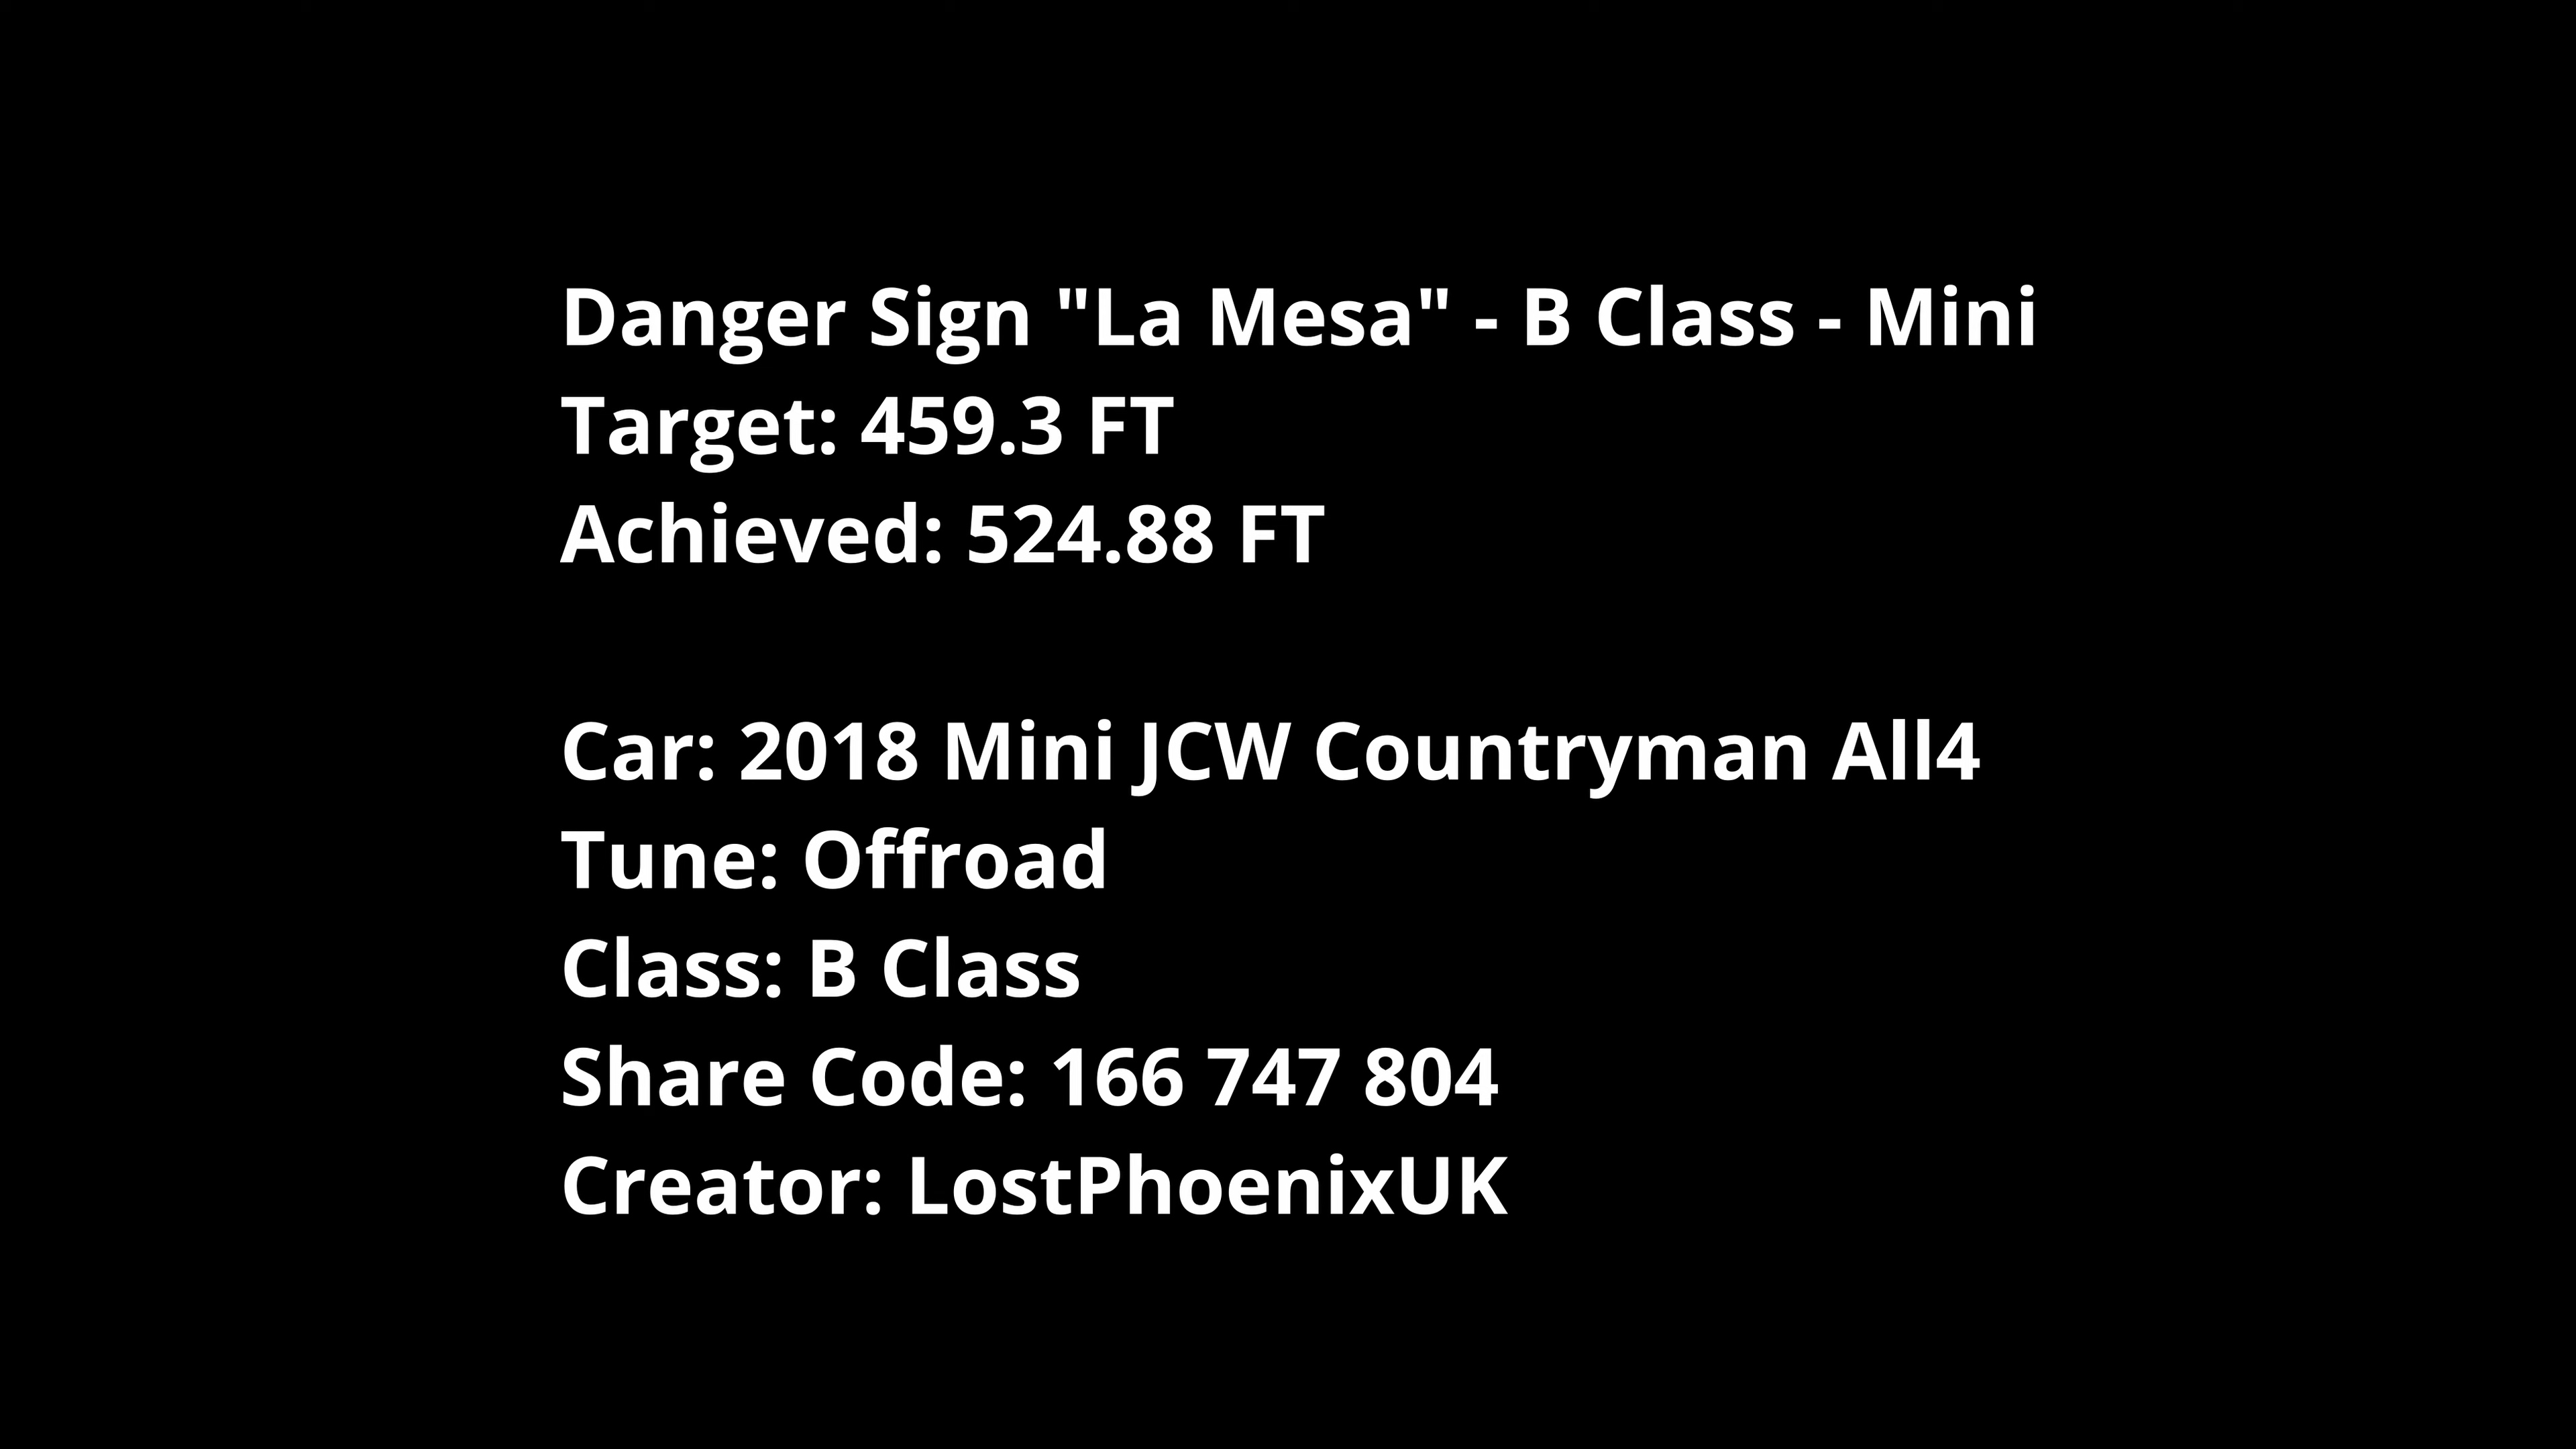 Danger Sign "La Mesa" - B Class - Mini
Target: 459.3 FT
Achieved: 524.88 FT
Car: 2018 Mini JCW Countryman All4
Tune: Offroad
Class: B Class
Share Code: 166 747 804
Creator: LostPhoenixUK